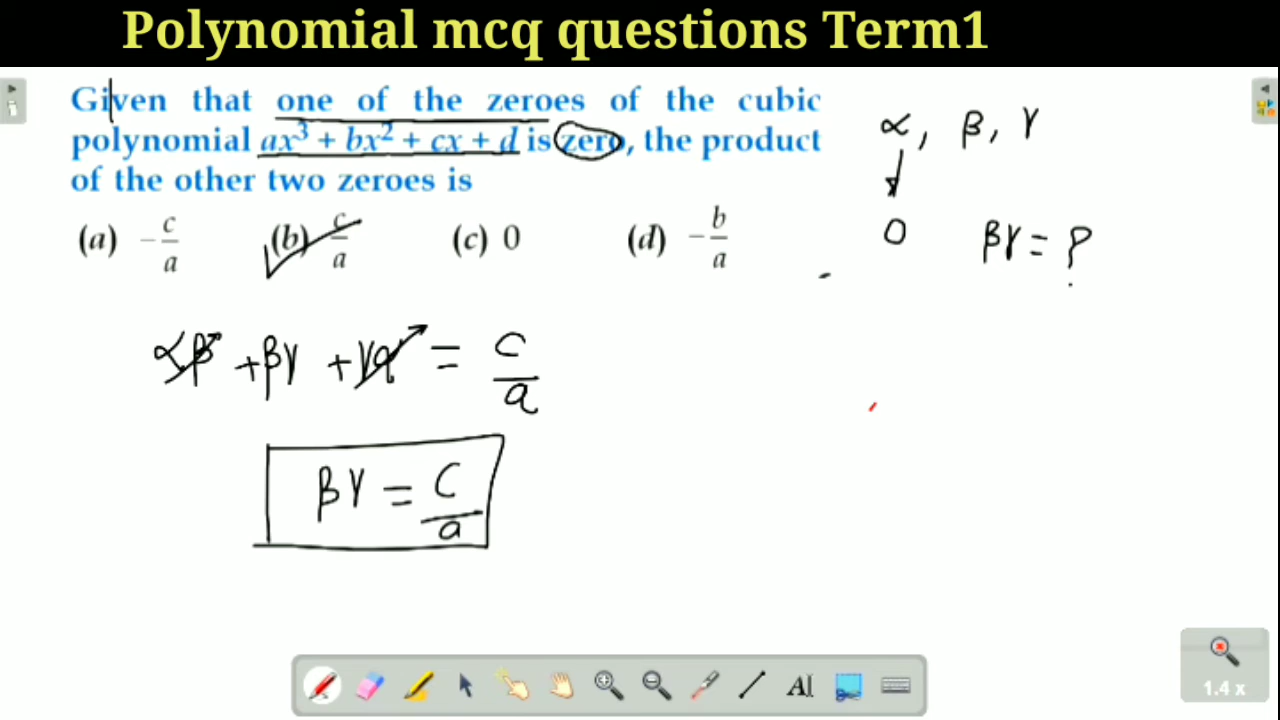 Polynomial mcq questions Term1
Given that one of the zeroes of the cubic
polynomial ax³ + bx² + cx + d is zero, the product
of the other two zeroes is
(a) -c/a (b) c/a (c) 0 (d) -b/a
α, β, γ
0 βγ = ?
αβ + βγ + γα = c/a
βγ = c/a
AI
1.4 x